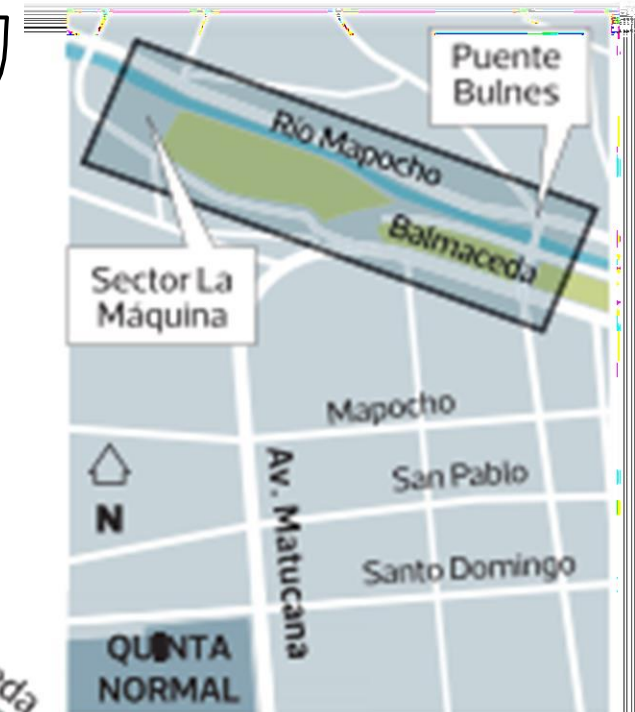 Puente
Bulnes
Río Mapocho
Balmaceda
Sector La
Máquina
Mapocho
San Pablo
N
Av. Matucana
Santo Domingo
QUINTA
NORMAL